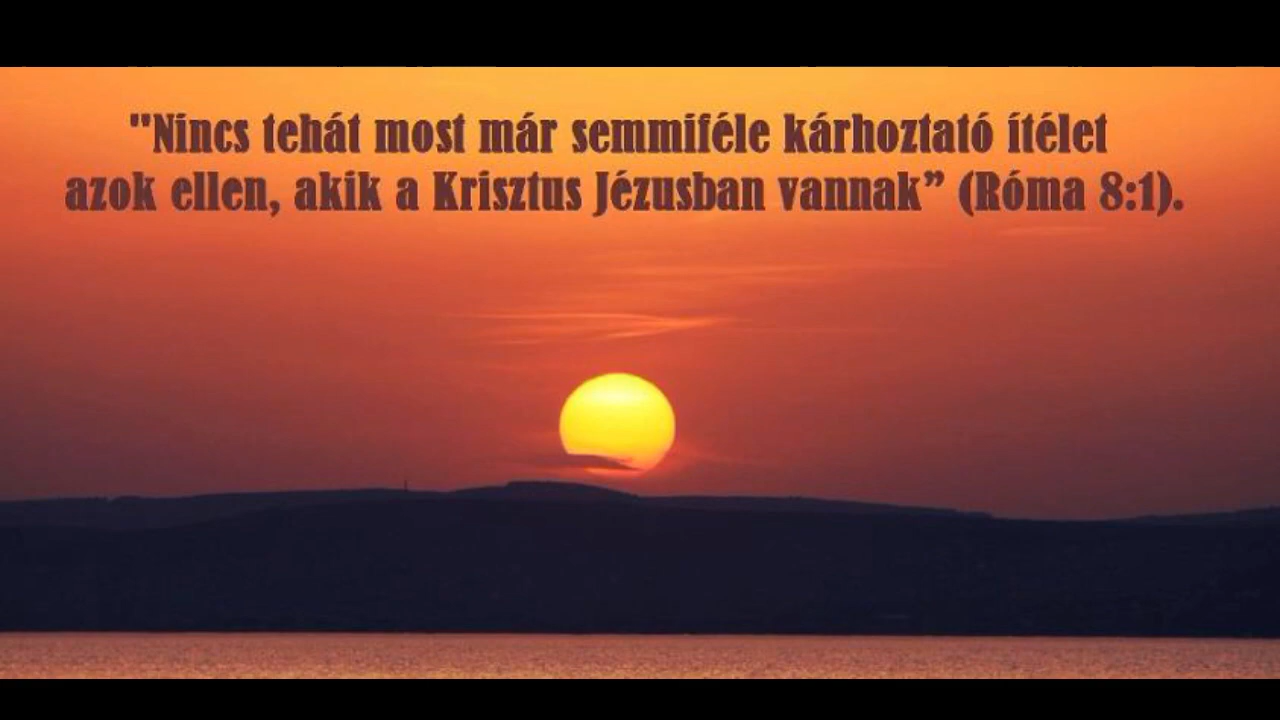 "Nincs tehát most már semmiféle kárhoztató ítélet
azok ellen, akik a Krisztus Jézusban vannak” (Róma 8:1).